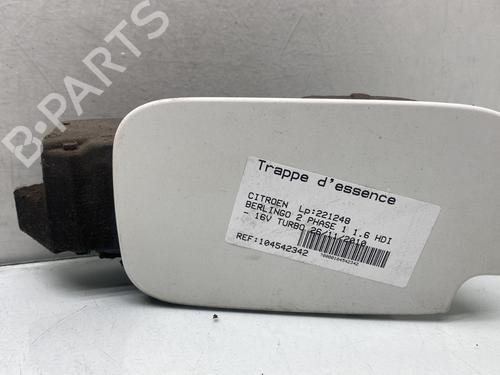 B-PARTS
Trappe d'essence
CITROEN Lp:221248
BERLINGO 2 PHASE 1 1.6 HDI
- 16V TURBO 26/11/2010
REF:104542342
70000104542342